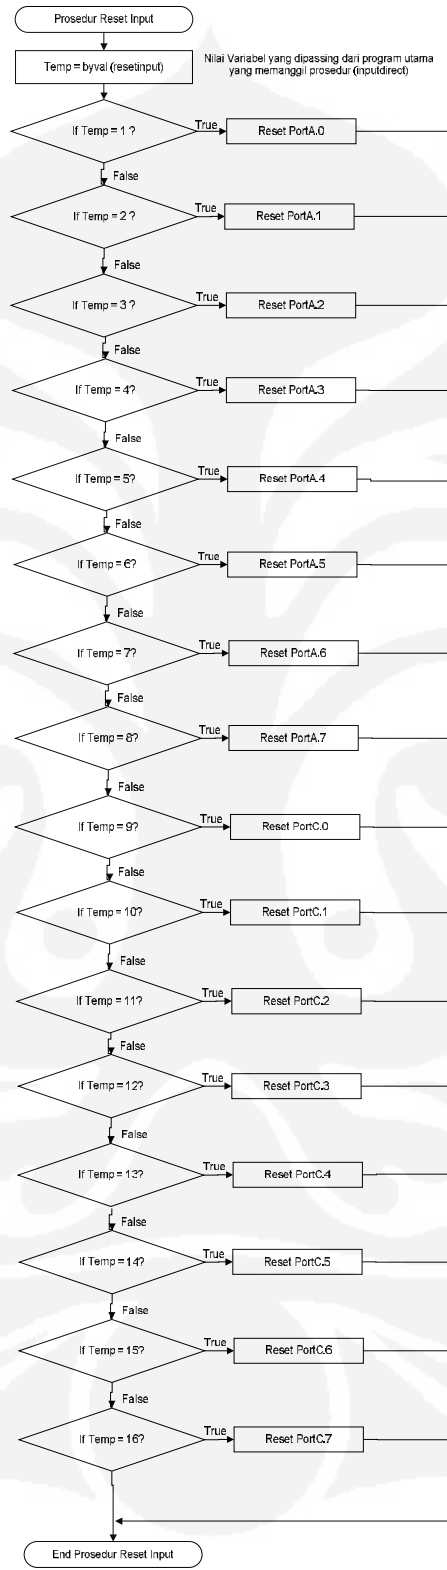 Prosedur Reset Input
Temp = byval (resetinput)
Nilai Variabel yang dipassing dari program utama
yang memanggil prosedur (inputdirect)
If Temp = 1 ?
True
Reset PortA.0
False
If Temp = 2 ?
True
Reset PortA.1
False
If Temp = 3 ?
True
Reset PortA.2
False
If Temp = 4?
True
Reset PortA.3
False
If Temp = 5?
True
Reset PortA.4
False
If Temp = 6?
True
Reset PortA.5
False
If Temp = 7?
True
Reset PortA.6
False
If Temp = 8?
True
Reset PortA.7
False
If Temp = 9?
True
Reset PortC.0
False
If Temp = 10?
True
Reset PortC.1
False
If Temp = 11?
True
Reset PortC.2
False
If Temp = 12?
True
Reset PortC.3
False
If Temp = 13?
True
Reset PortC.4
False
If Temp = 14?
True
Reset PortC.5
False
If Temp = 15?
True
Reset PortC.6
False
If Temp = 16?
True
Reset PortC.7
End Prosedur Reset Input